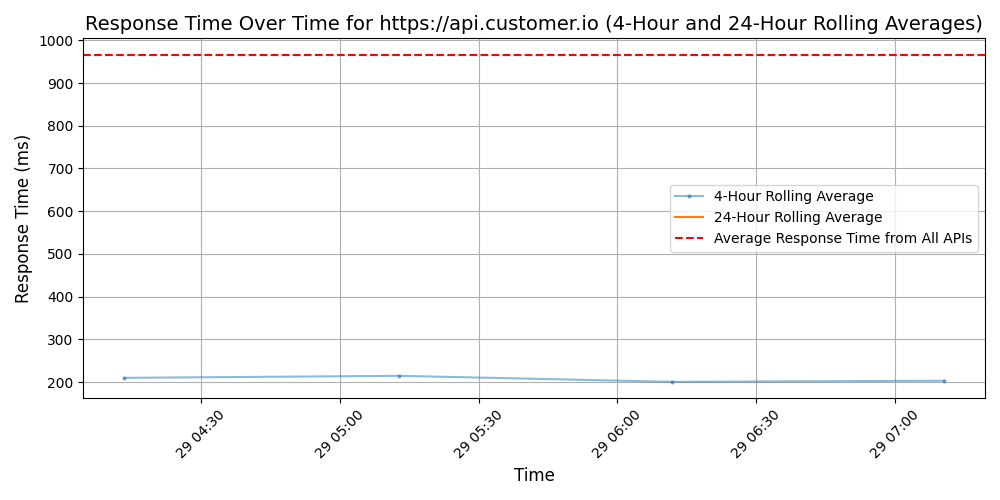 Response Time Over Time for https://api.customer.io (4-Hour and 24-Hour Rolling Averages)
Response Time (ms)
1000
900
800
700
600
500
400
300
200
4-Hour Rolling Average
24-Hour Rolling Average
Average Response Time from All APIs
29 04:30
29 05:00
29 05:30
29 06:00
29 06:30
29 07:00
Time